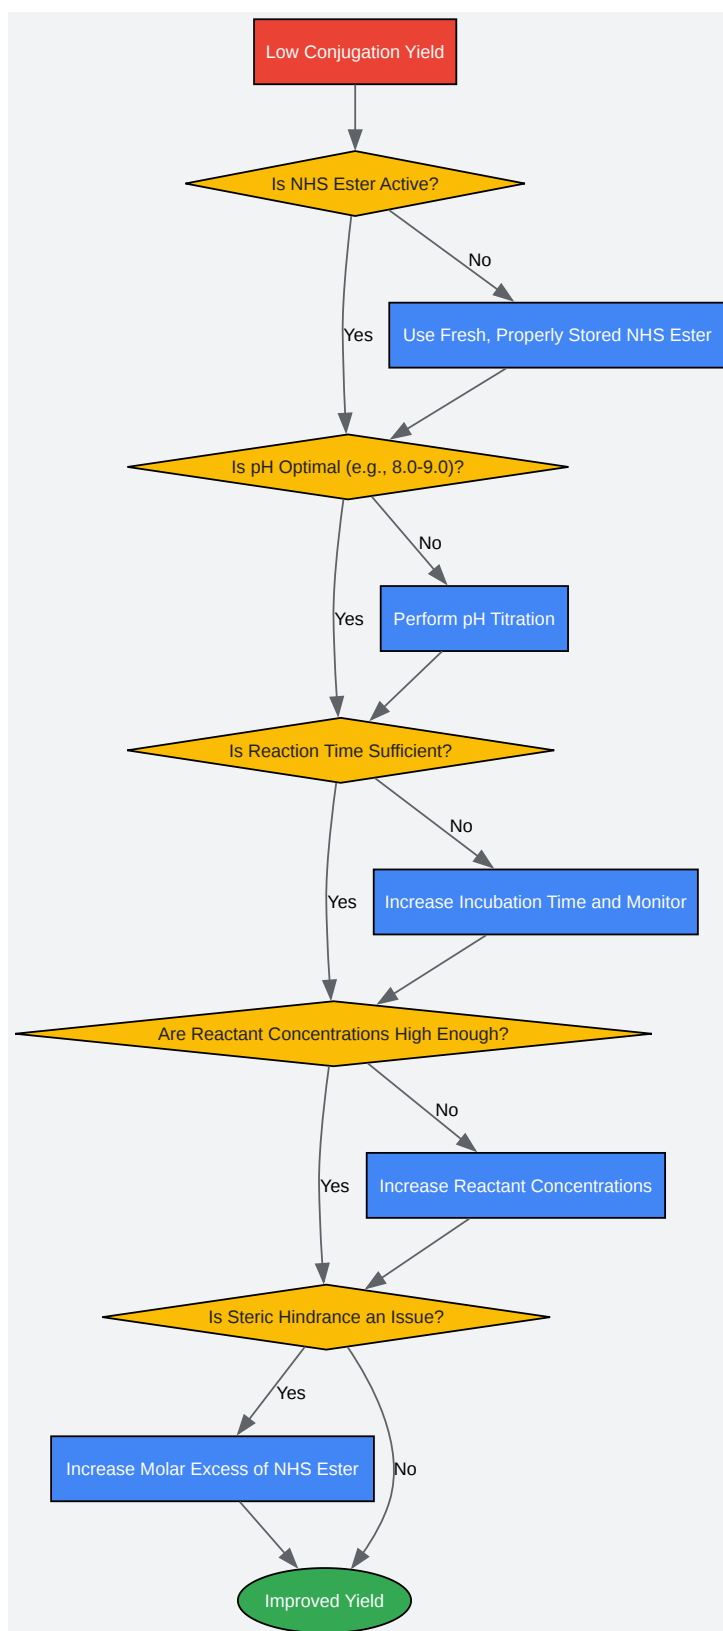 Low Conjugation Yield
Is NHS Ester Active?
No
Yes
Use Fresh, Properly Stored NHS Ester
Is pH Optimal (e.g., 8.0-9.0)?
No
Yes
Perform pH Titration
Is Reaction Time Sufficient?
No
Yes
Increase Incubation Time and Monitor
Are Reactant Concentrations High Enough?
No
Yes
Increase Reactant Concentrations
Is Steric Hindrance an Issue?
Yes
Increase Molar Excess of NHS Ester
No
Improved Yield